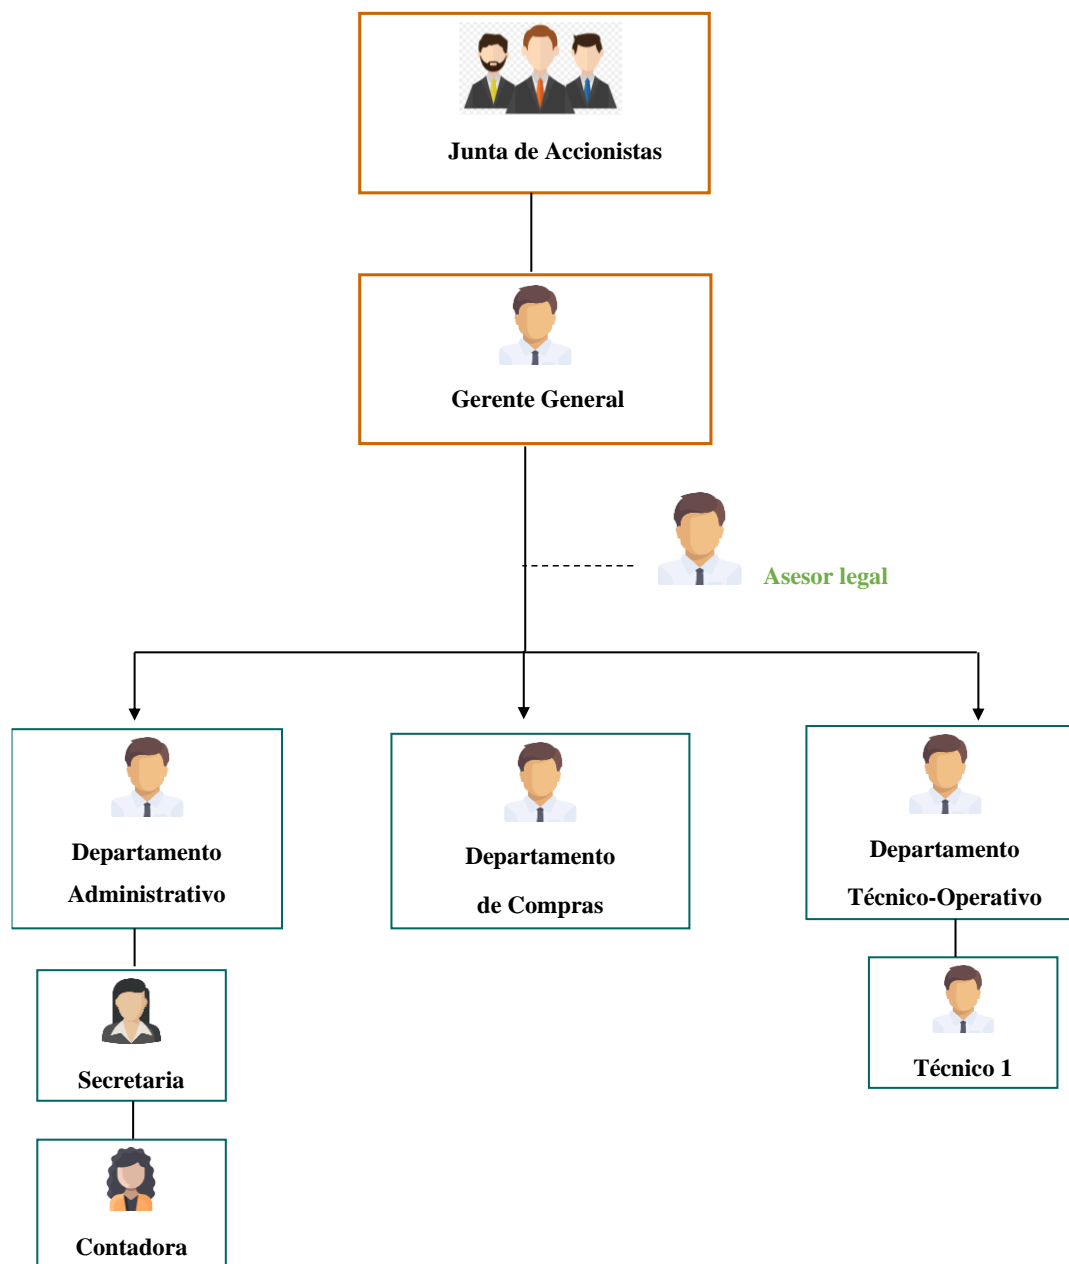 Junta de Accionistas
Gerente General
Asesor legal
Departamento
Administrativo
Departamento
de Compras
Departamento
Técnico-Operativo
Secretaria
Técnico 1
Contadora